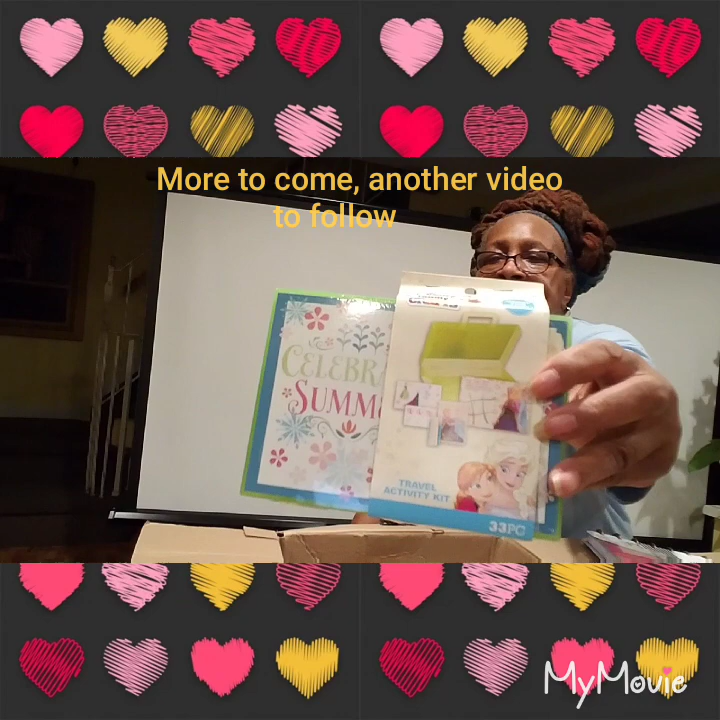 More to come, another video
to follow
CELEBRA
SUMM
TRAVEL
ACTIVITY KIT
33PC
MyMovie